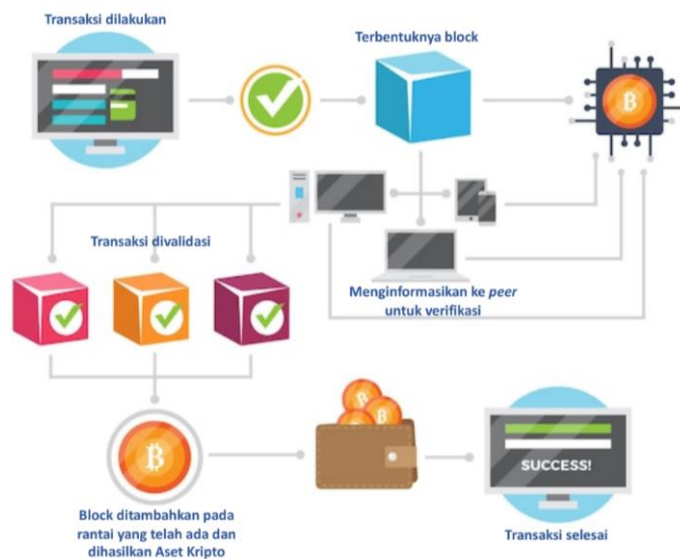 Transaksi dilakukan
Terbentuknya block
Transaksi divalidasi
Menginformasikan ke peer
untuk verifikasi
SUCCESS!
Block ditambahkan pada
rantai yang telah ada dan
dihasilkan Aset Kripto
Transaksi selesai